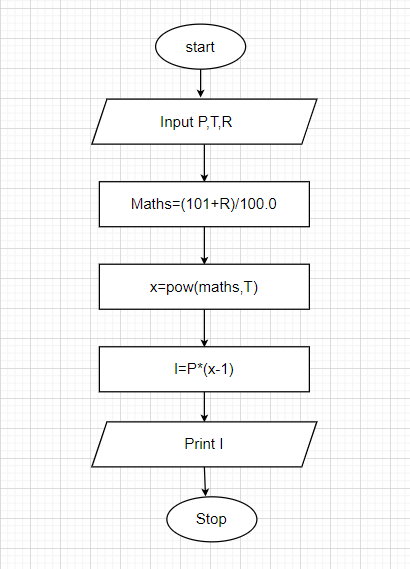 start
Input P,T,R
Maths=(101+R)/100.0
x=pow(maths,T)
I=P*(x-1)
Print I
Stop